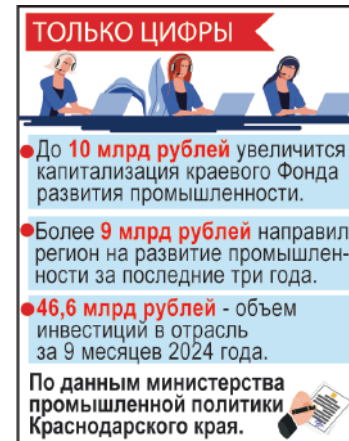 ТОЛЬКО ЦИФРЫ
До 10 млрд рублей увеличится
капитализация краевого Фонда
развития промышленности.
Более 9 млрд рублей направил
регион на развитие промышлен-
ности за последние три года.
46,6 млрд рублей - объем
инвестиций в отрасль
за 9 месяцев 2024 года.
По данным министерства
промышленной политики
Краснодарского края.